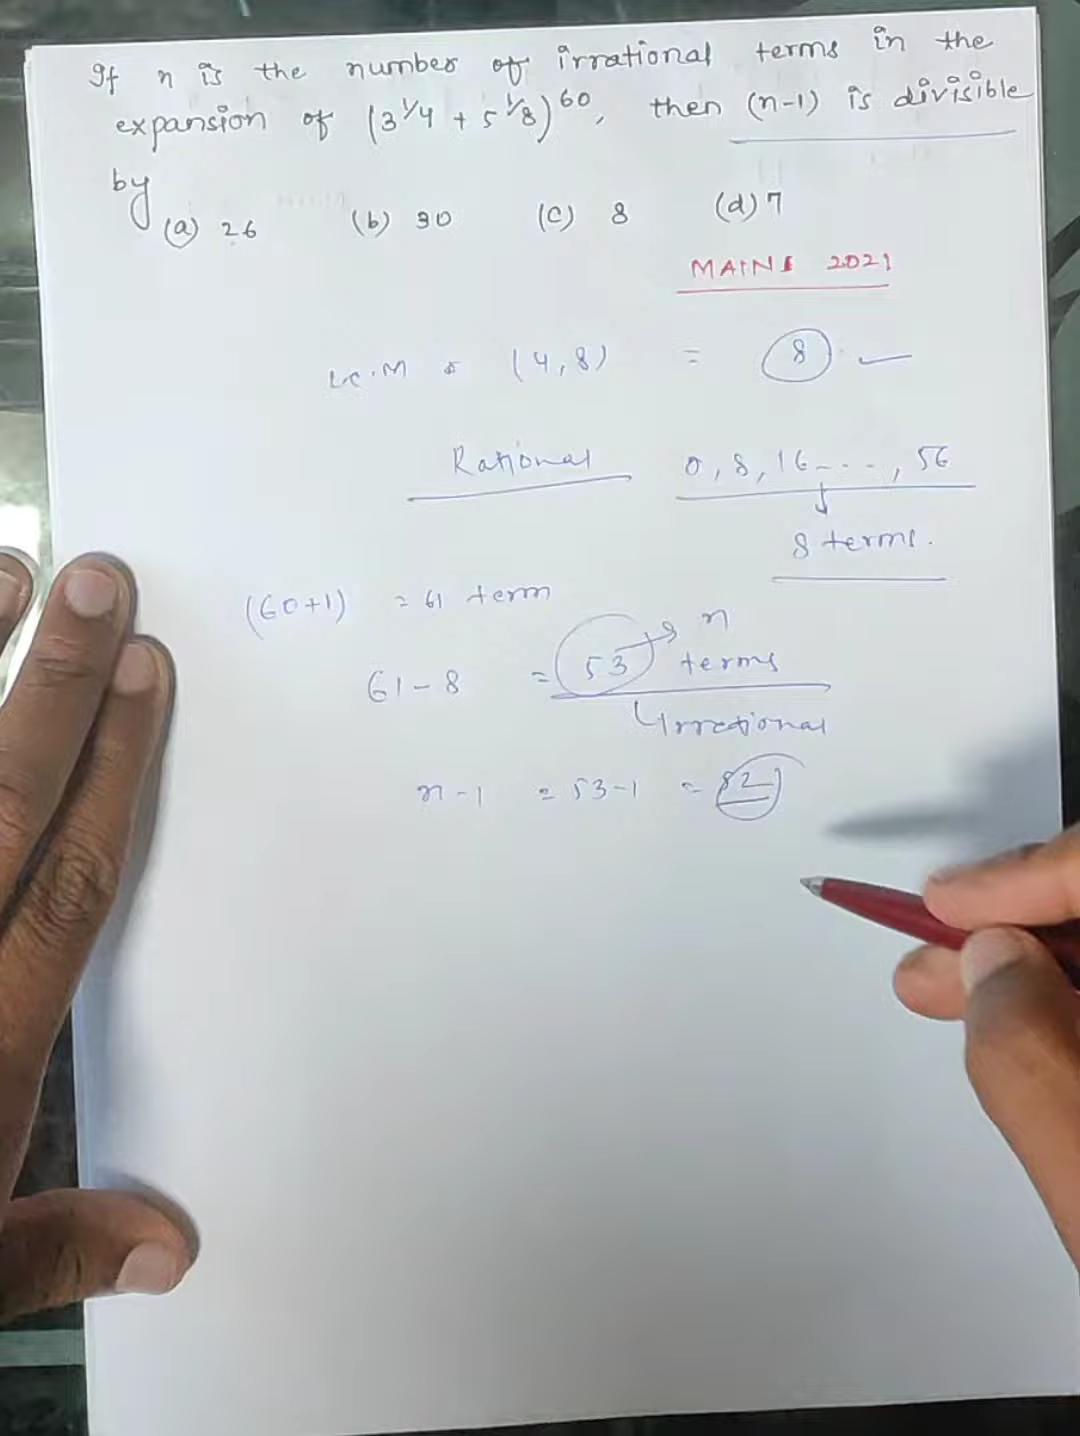 If n is the number of irrational terms in the
expansion of (3^1/4 + 5^1/8)^60, then (n-1) is divisible
by
(a) 26 (b) 30 (c) 8 (d) 7
MAINS 2021
L.C.M (4,8) = 8
Rational 0, 8, 16 - . . . , 56
8 terms.
(60+1) = 61 term
61 - 8 = 53 → n terms
Irrational
n - 1 = 53 - 1 = 52